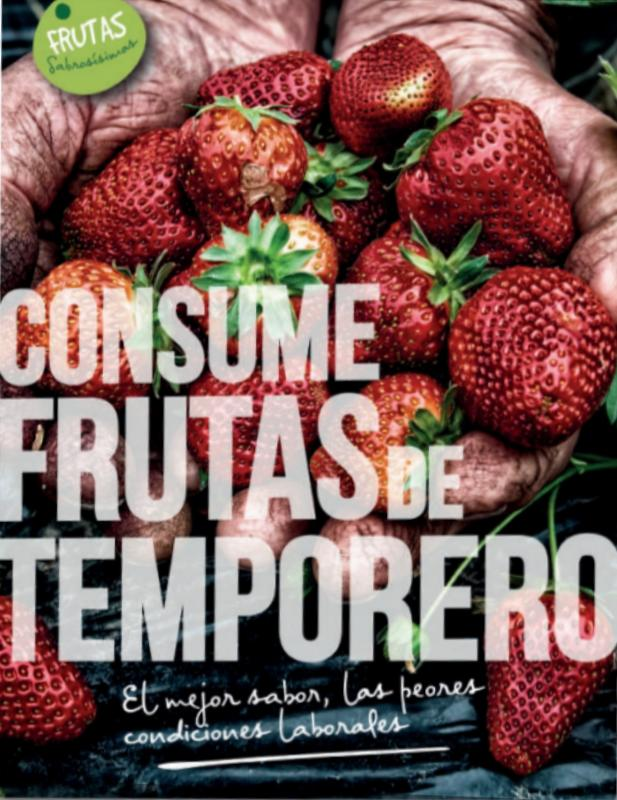 FRUTAS
Sabrosísimas
CONSUME
FRUTAS DE
TEMPORERO
El mejor sabor, las peores
condiciones laborales